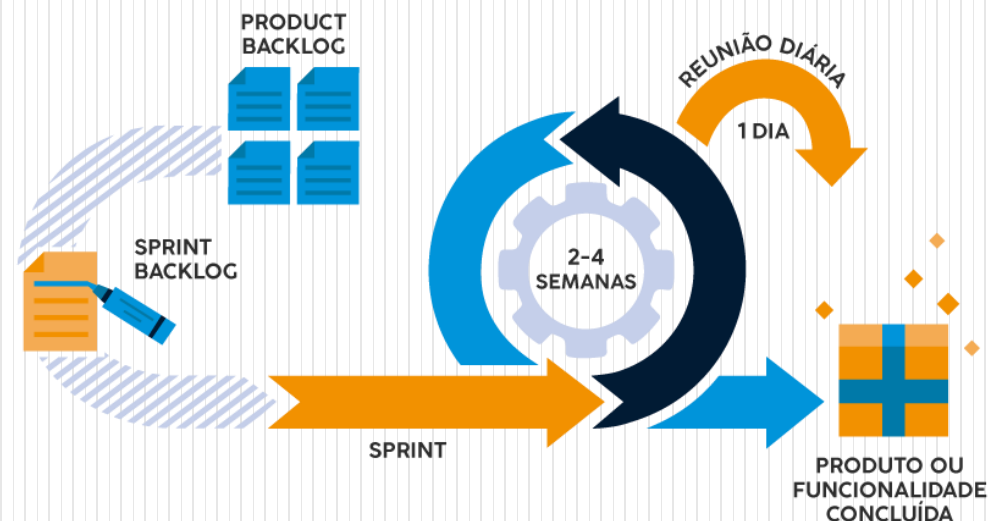 PRODUCT
BACKLOG
REUNIÃO DIÁRIA
1 DIA
SPRINT
BACKLOG
2-4
SEMANAS
SPRINT
PRODUTO OU
FUNCIONALIDADE
CONCLUÍDA